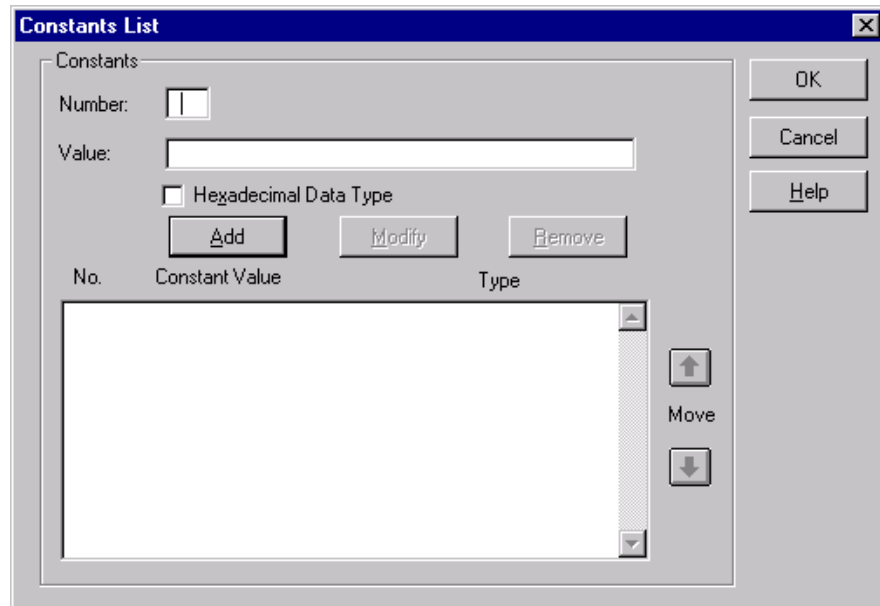 Constants List
Constants
Number:
Value:
Hexadecimal Data Type
Add Modify Remove
No. Constant Value Type
Move
OK
Cancel
Help